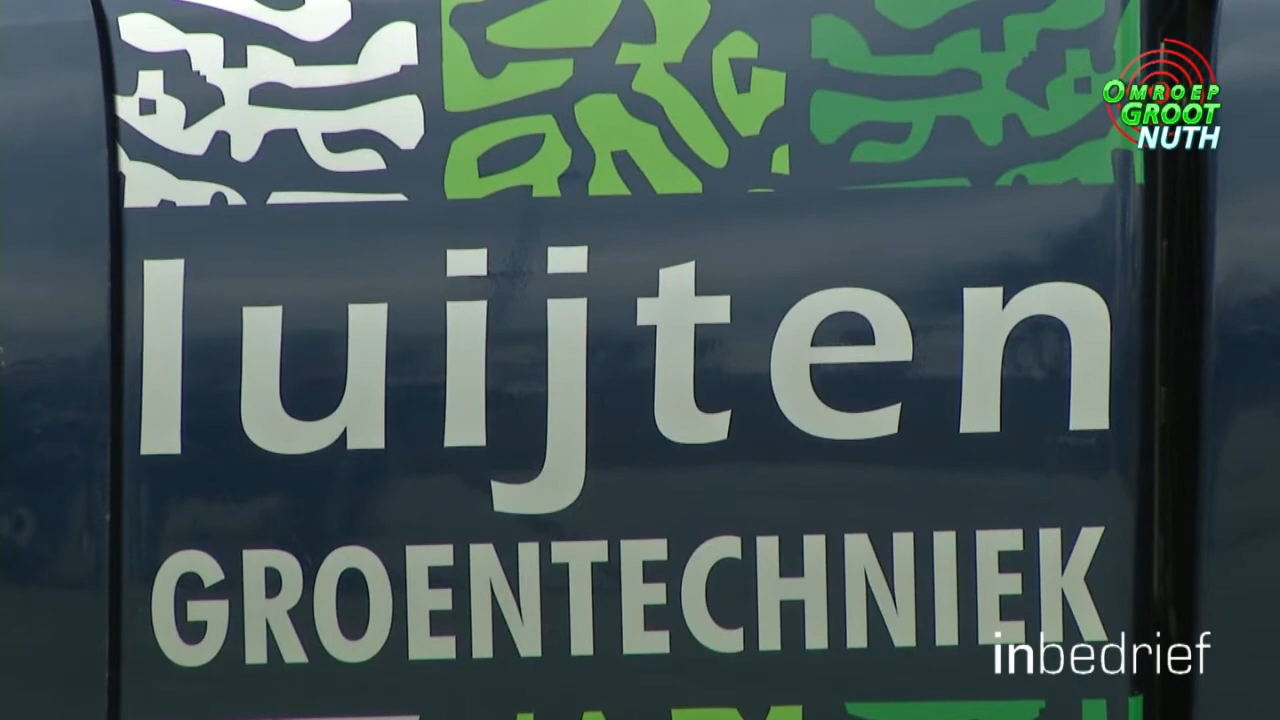 OMROEP
GROOT
NUTH
luijten
GROENTECHNIEK
inbedrief